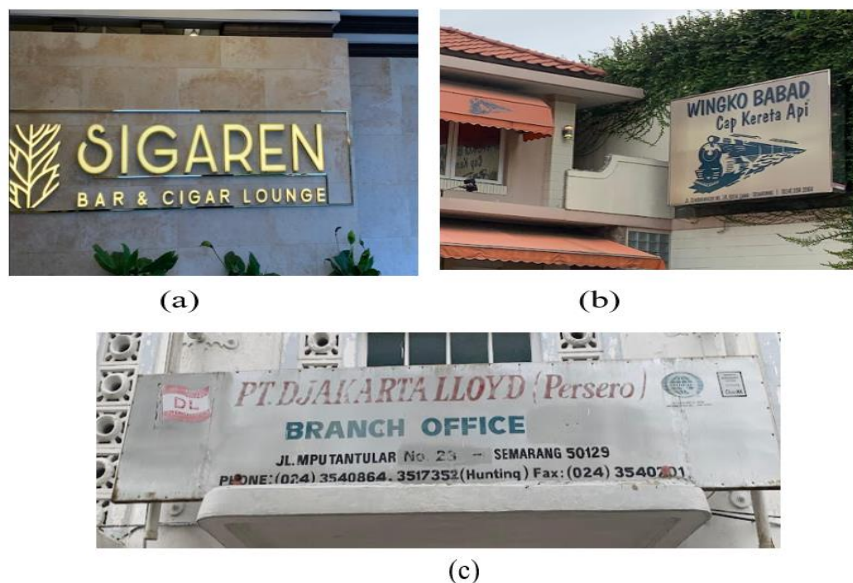 SIGAREN
BAR & CIGAR LOUNGE
(a)
WINGKO BABAD
Cap Kereta Api
(b)
DL
PT. DJAKARTA LLOYD (Persero)
BRANCH OFFICE
JL. MPU TANTULAR No. 23 – SEMARANG 50129
PHONE: (024) 3540864. 3517352 (Hunting) Fax: (024) 3540201
(c)